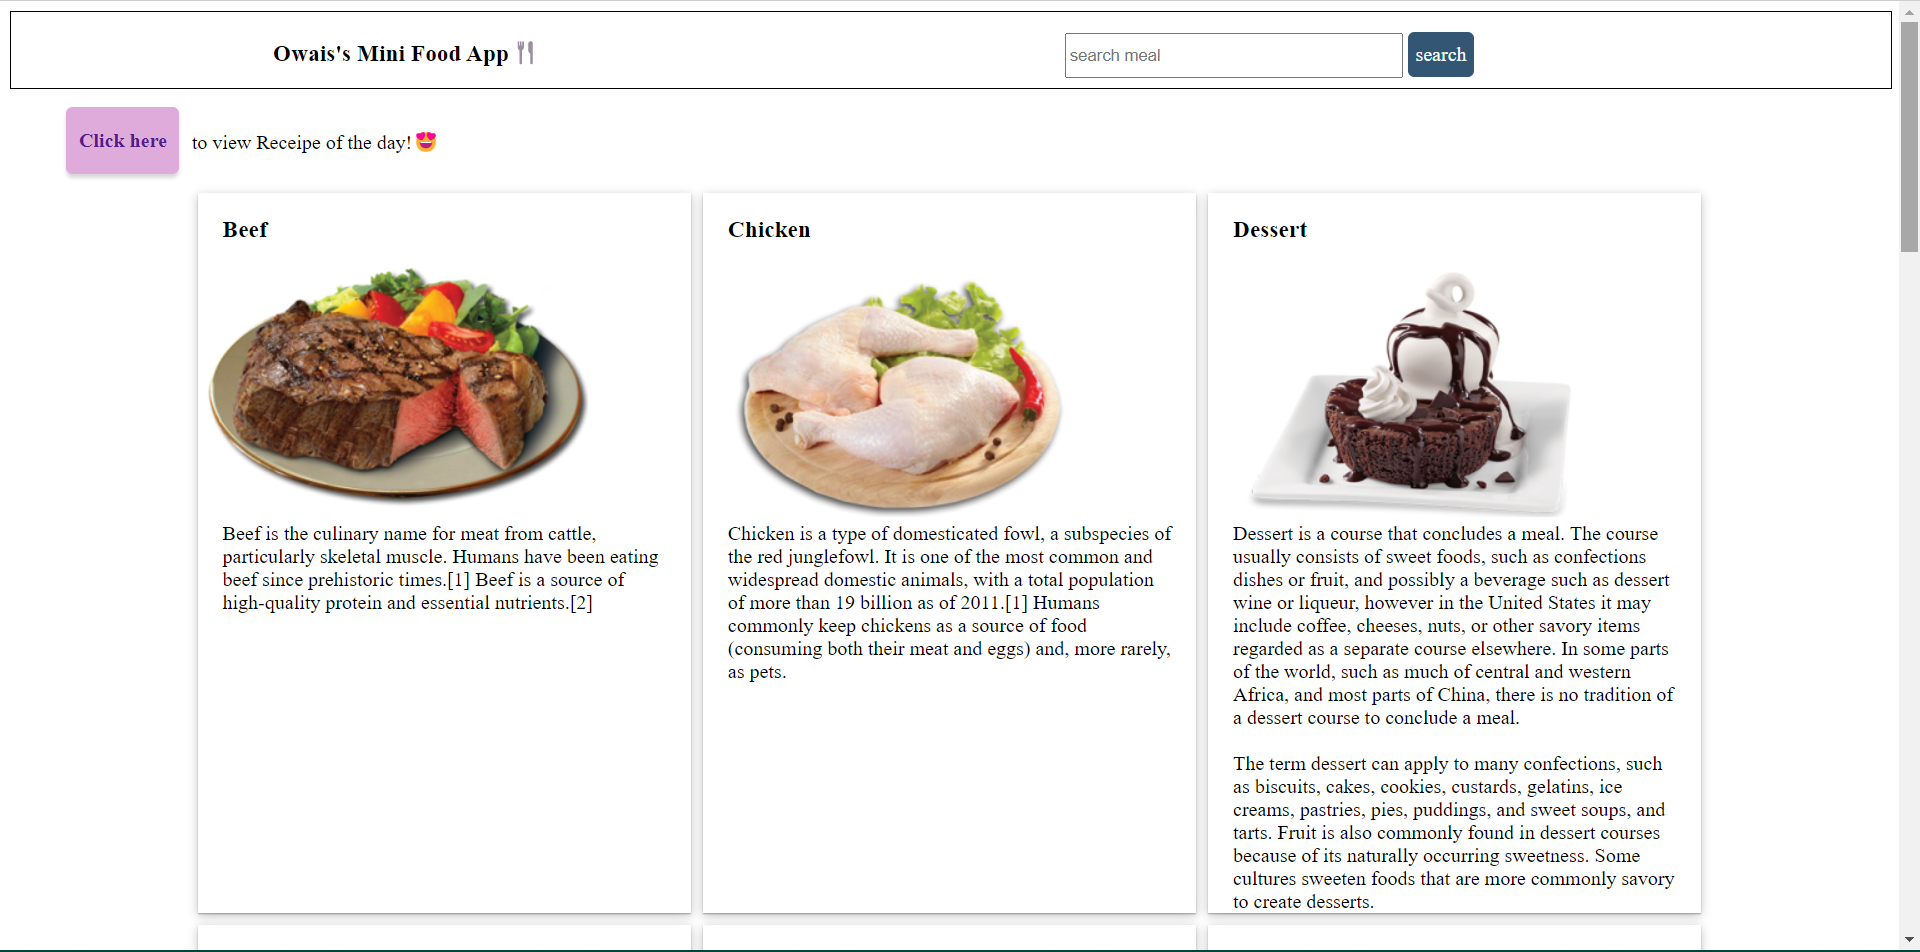 Owais's Mini Food App 🍴
search meal
search
Click here
to view Receipe of the day! 😍
Beef
Beef is the culinary name for meat from cattle,
particularly skeletal muscle. Humans have been eating
beef since prehistoric times.[1] Beef is a source of
high-quality protein and essential nutrients.[2]
Chicken
Chicken is a type of domesticated fowl, a subspecies of
the red junglefowl. It is one of the most common and
widespread domestic animals, with a total population
of more than 19 billion as of 2011.[1] Humans
commonly keep chickens as a source of food
(consuming both their meat and eggs) and, more rarely,
as pets.
Dessert
Dessert is a course that concludes a meal. The course
usually consists of sweet foods, such as confections
dishes or fruit, and possibly a beverage such as dessert
wine or liqueur, however in the United States it may
include coffee, cheeses, nuts, or other savory items
regarded as a separate course elsewhere. In some parts
of the world, such as much of central and western
Africa, and most parts of China, there is no tradition of
a dessert course to conclude a meal.
The term dessert can apply to many confections, such
as biscuits, cakes, cookies, custards, gelatins, ice
creams, pastries, pies, puddings, and sweet soups, and
tarts. Fruit is also commonly found in dessert courses
because of its naturally occurring sweetness. Some
cultures sweeten foods that are more commonly savory
to create desserts.